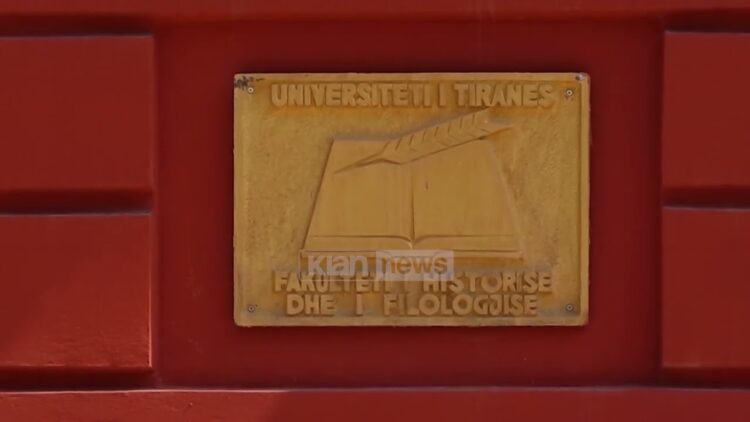 UNIVERSITETI I TIRANES
klan news
FAKULTETI I HISTORISE
DHE I FILOLOGJISE